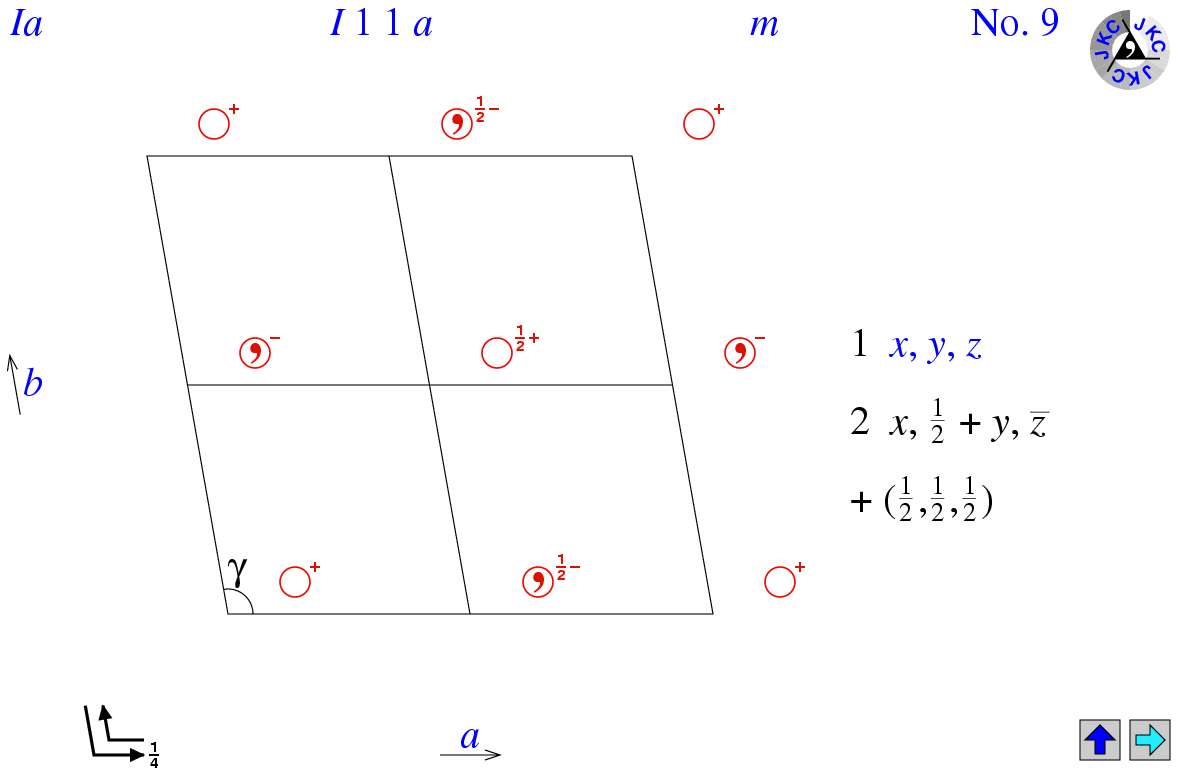 Ia I 1 1 a m No. 9
JKC JKC JKC
+ 1/2− +
− 1/2+ −
1 x, y, z
b
2 x, 1/2 + y, z̅
+ (1/2, 1/2, 1/2)
γ + 1/2− +
a
1/4